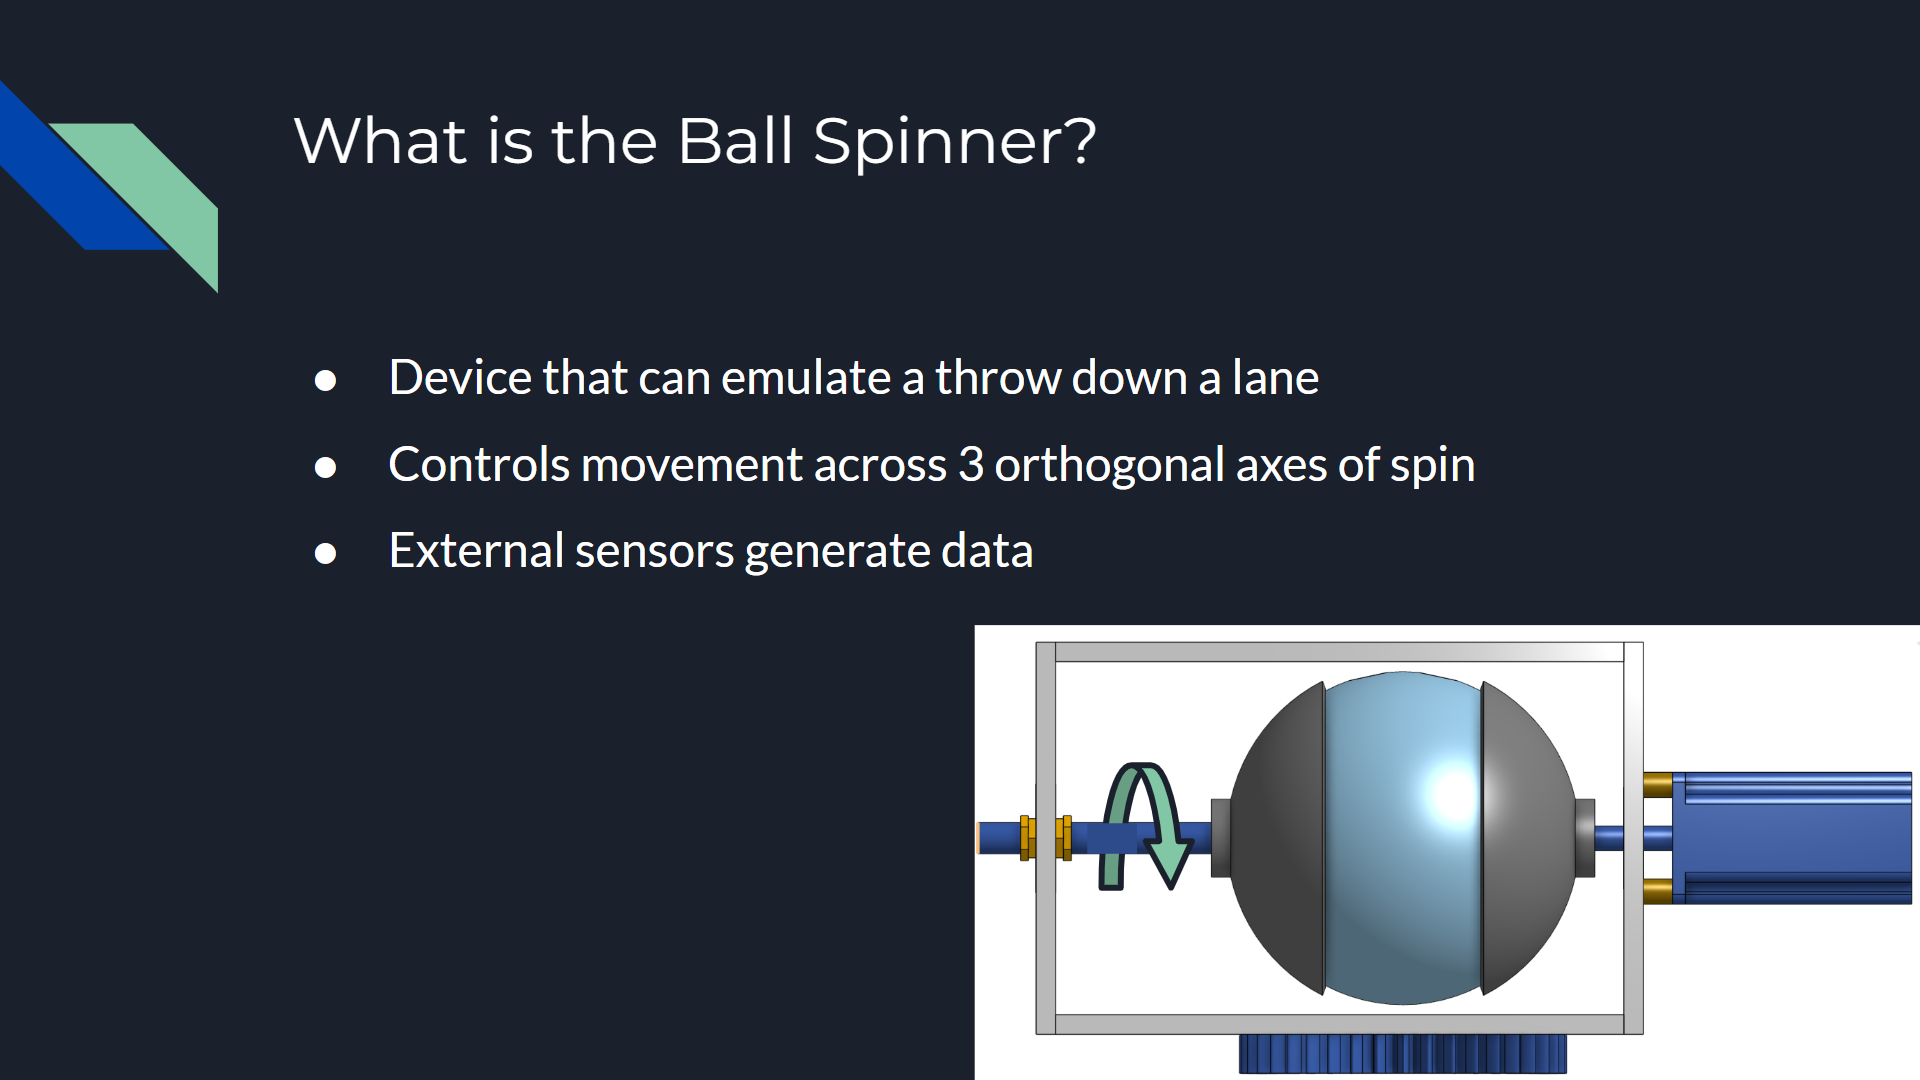 What is the Ball Spinner?
● Device that can emulate a throw down a lane
● Controls movement across 3 orthogonal axes of spin
● External sensors generate data